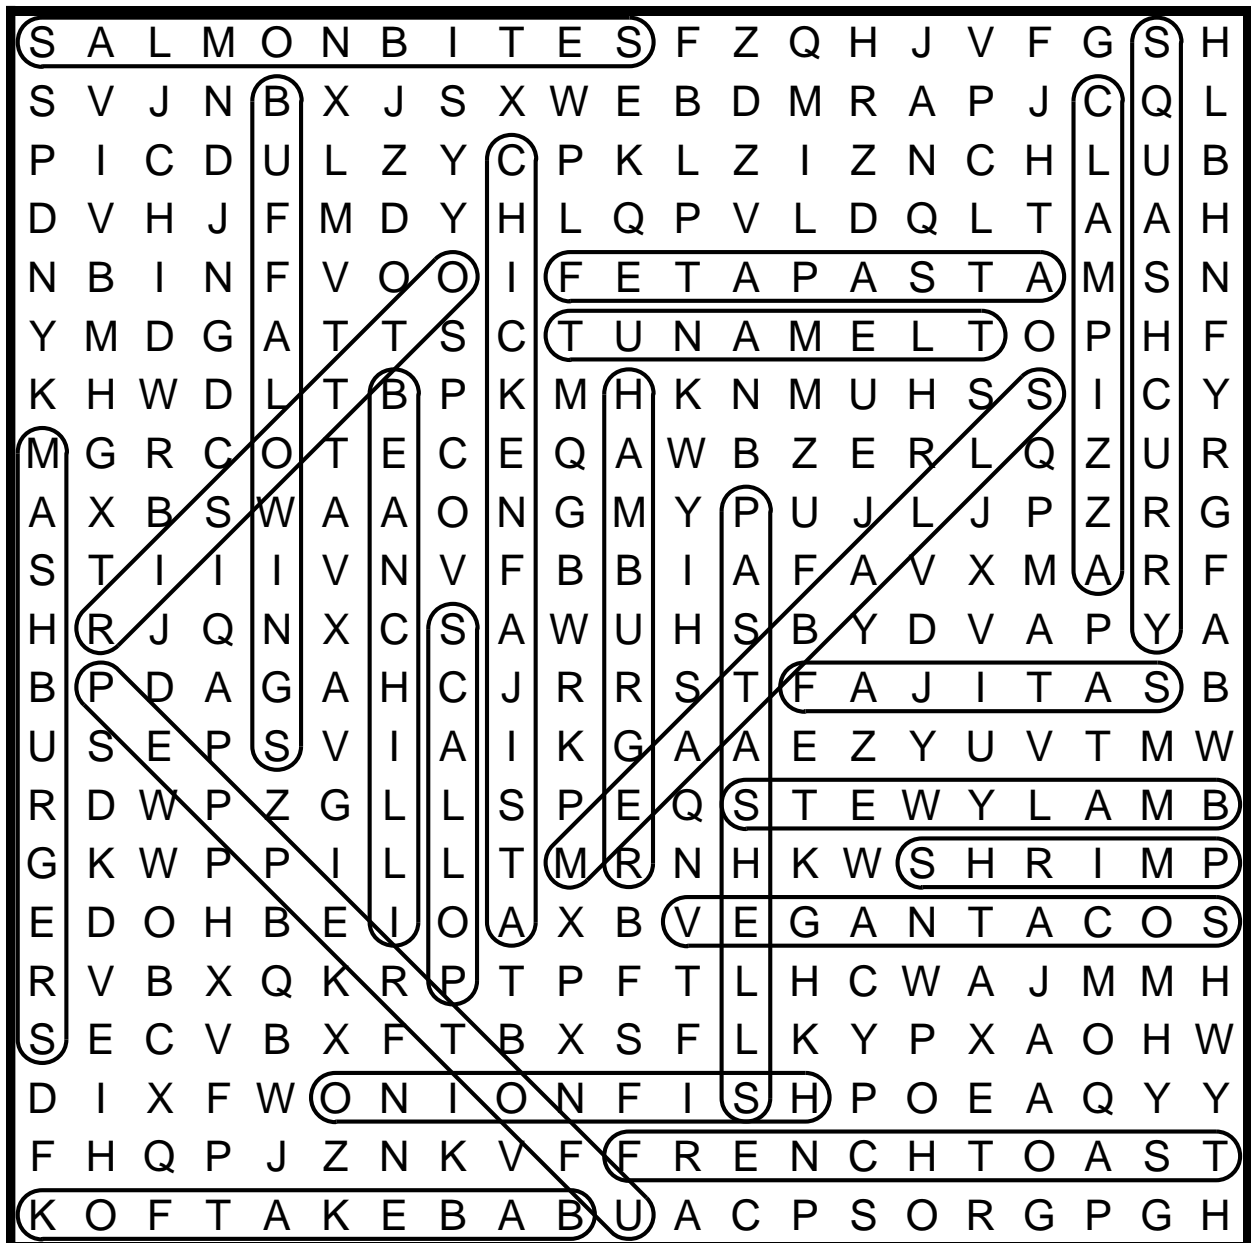 S A L M O N B I T E S F Z Q H J V F G S H
S V J N B X J S X W E B D M R A P J C Q L
P I C D U L Z Y C P K L Z I Z N C H L U B
D V H J F M D Y H L Q P V L D Q L T A A H
N B I N F V O O I F E T A P A S T A M S N
Y M D G A T T S C T U N A M E L T O P H F
K H W D L T B P K M H K N M U H S S I C Y
M G R C O T E C E Q A W B Z E R L Q Z U R
A X B S W A A O N G M Y P U J L J P Z R G
S T I I I V N V F B B I A F A V X M A R F
H R J Q N X C S A W U H S B Y D V A P Y A
B P D A G A H C J R R S T F A J I T A S B
U S E P S V I A I K G A A E Z Y U V T M W
R D W P Z G L L S P E Q S T E W Y L A M B
G K W P P I L L T M R N H K W S H R I M P
E D O H B E I O A X B V E G A N T A C O S
R V B X Q K R P T P F T L H C W A J M M H
S E C V B X F T B X S F L K Y P X A O H W
D I X F W O N I O N F I S H P O E A Q Y Y
F H Q P J Z N K V F F R E N C H T O A S T
K O F T A K E B A B U A C P S O R G P G H